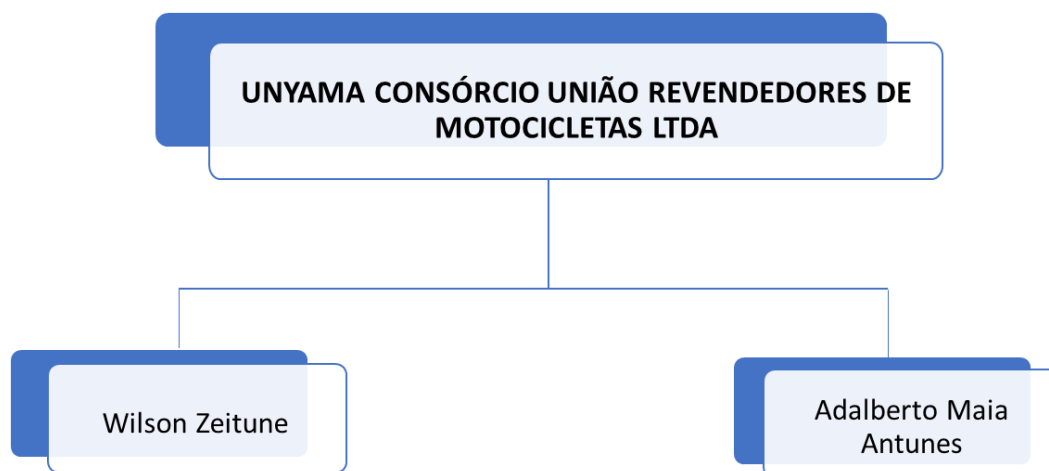 UNYAMA CONSÓRCIO UNIÃO REVENDEDORES DE
MOTOCICLETAS LTDA
Wilson Zeitune
Adalberto Maia
Antunes